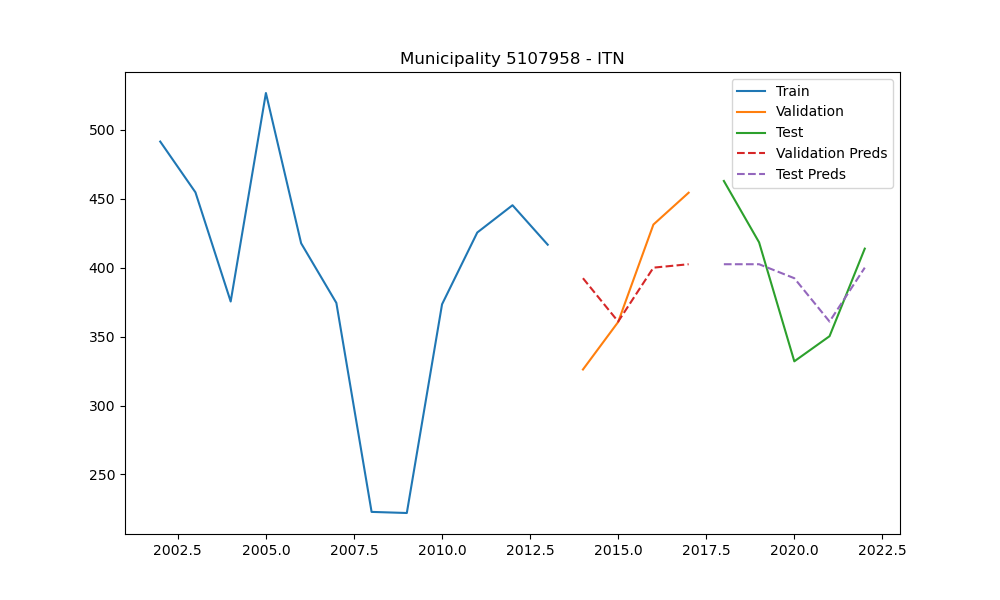 Municipality 5107958 - ITN
Train
Validation
Test
Validation Preds
Test Preds
500
450
400
350
300
250
2002.5 2005.0 2007.5 2010.0 2012.5 2015.0 2017.5 2020.0 2022.5